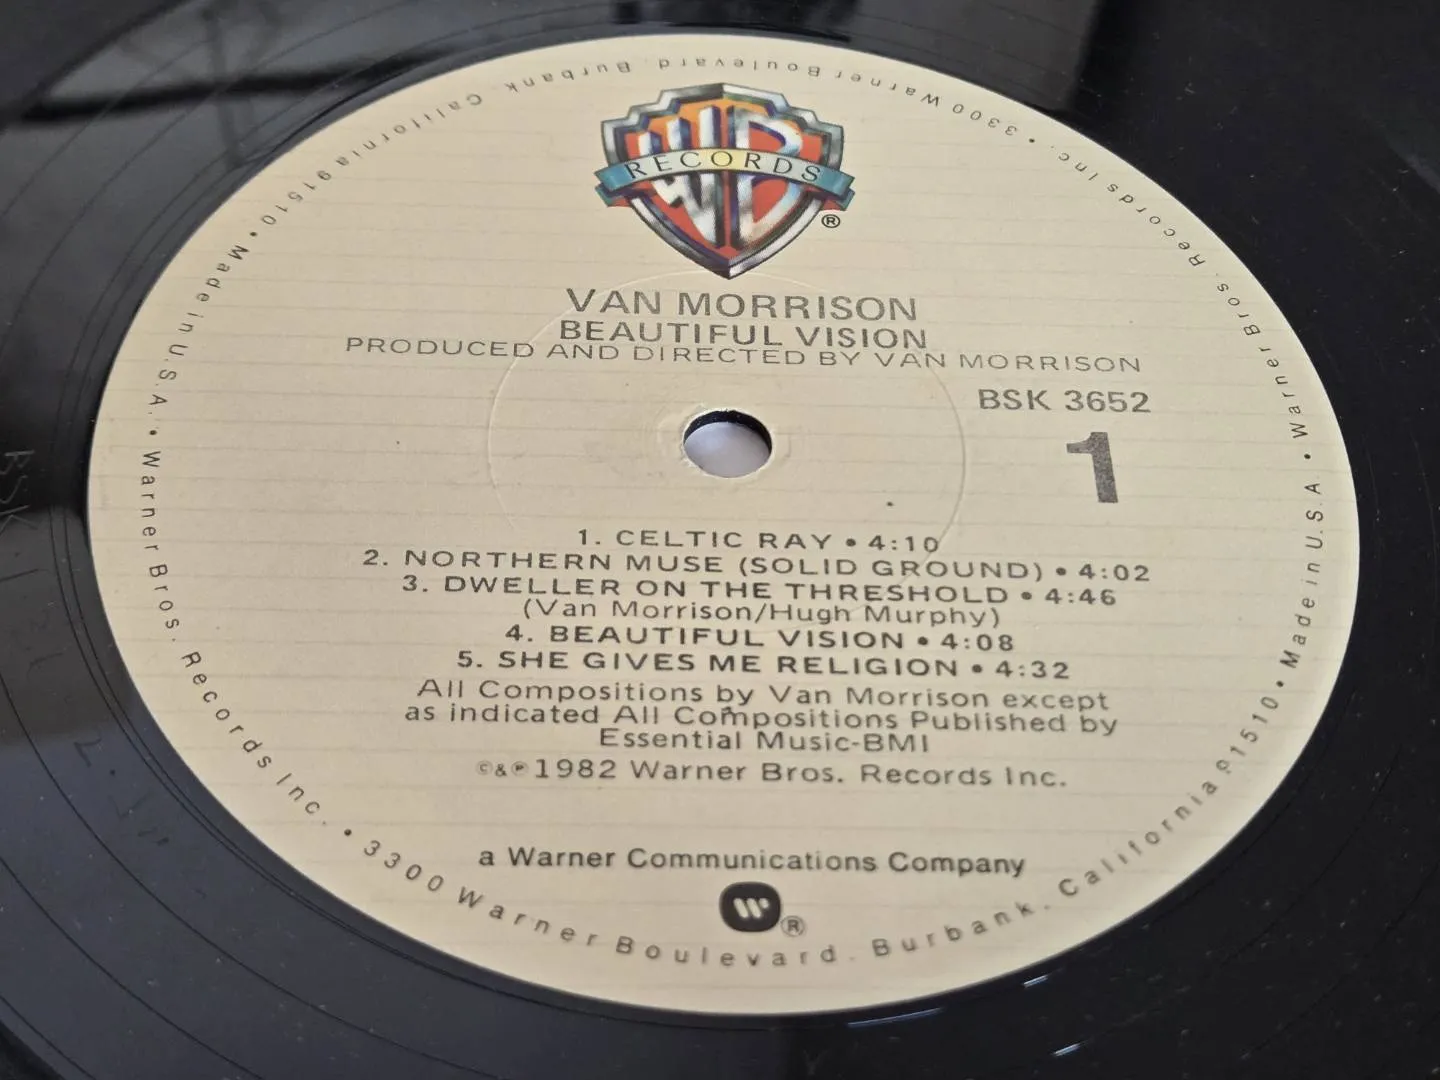 WB
RECORDS
®
VAN MORRISON
BEAUTIFUL VISION
PRODUCED AND DIRECTED BY VAN MORRISON
BSK 3652
1
1. CELTIC RAY • 4:10
2. NORTHERN MUSE (SOLID GROUND) • 4:02
3. DWELLER ON THE THRESHOLD • 4:46
(Van Morrison/Hugh Murphy)
4. BEAUTIFUL VISION • 4:08
5. SHE GIVES ME RELIGION • 4:32
All Compositions by Van Morrison except
as indicated All Compositions Published by
Essential Music-BMI
©&℗1982 Warner Bros. Records Inc.
a Warner Communications Company
®
Warner Bros. Records Inc. • 3300 Warner Boulevard. Burbank. California 91510 • Made in U.S.A. • Warner Bros. Records Inc. • 3300 Warner Boulevard. Burbank. California 91510 • Made in U.S.A •
BSK